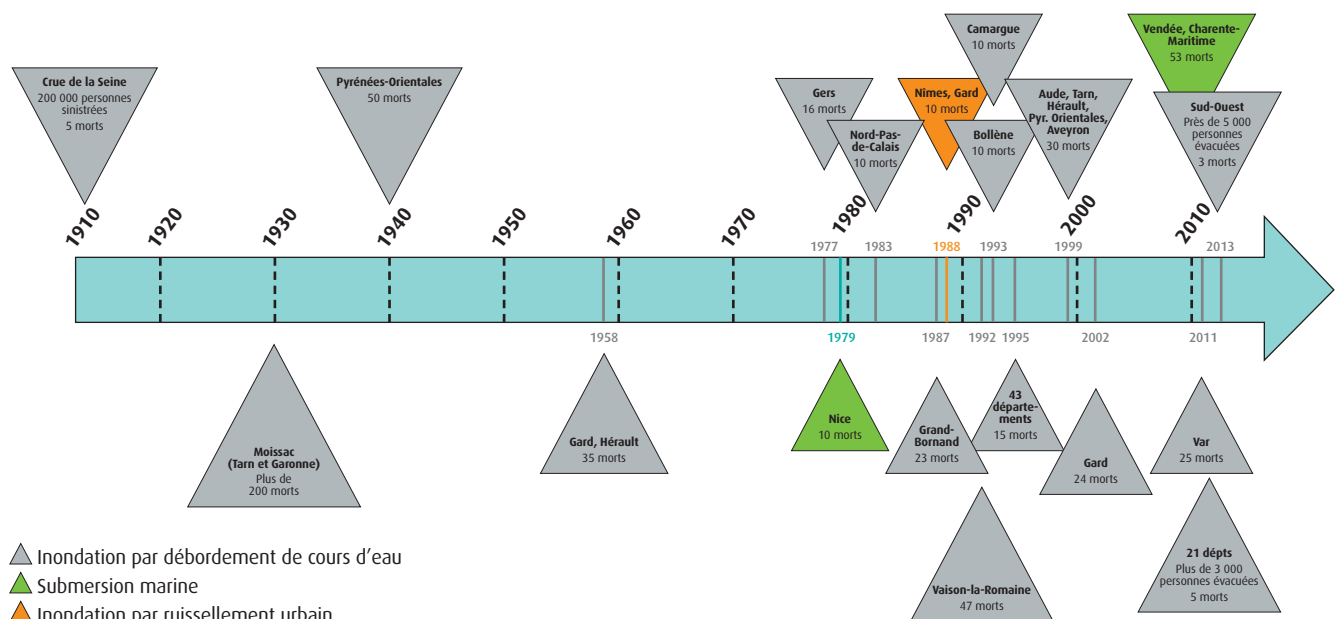 Crue de la Seine
200 000 personnes
sinistrées
5 morts
Pyrénées-Orientales
50 morts
Gers
16 morts
Nord-Pas-
de-Calais
10 morts
Nîmes, Gard
10 morts
Camargue
10 morts
Bollène
10 morts
Aude, Tarn,
Hérault,
Pyr. Orientales,
Aveyron
30 morts
Vendée, Charente-
Maritime
53 morts
Sud-Ouest
Près de 5 000
personnes
évacuées
3 morts
1910
1920
1930
1940
1950
1960
1970
1980
1990
2000
2010
1977
1983
1988
1993
1999
2013
1958
1979
1987
1992
1995
2002
2011
Moissac
(Tarn et Garonne)
Plus de
200 morts
Gard, Hérault
35 morts
Nice
10 morts
Grand-
Bornand
23 morts
43
départe-
ments
15 morts
Gard
24 morts
Var
25 morts
Vaison-la-Romaine
47 morts
21 dépts
Plus de 3 000
personnes évacuées
5 morts
Inondation par débordement de cours d'eau
Submersion marine
Inondation par ruissellement urbain